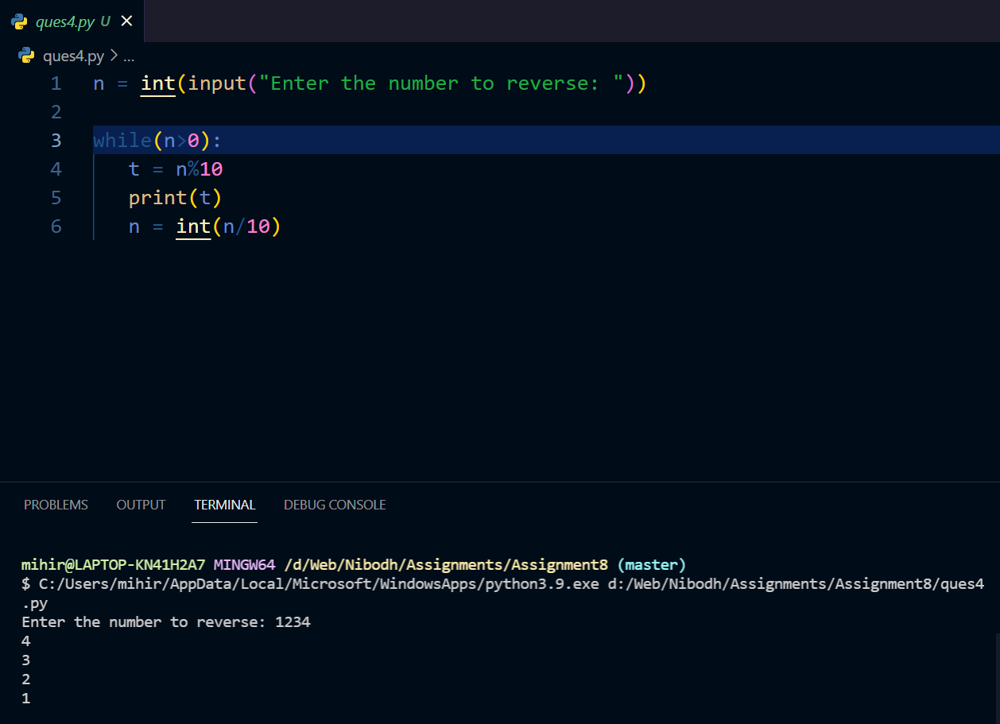 ques4.py U ×
ques4.py > ...
1 n = int(input("Enter the number to reverse: "))
2
3 while(n>0):
4    t = n%10
5    print(t)
6    n = int(n/10)
PROBLEMS OUTPUT TERMINAL DEBUG CONSOLE
mihir@LAPTOP-KN41H2A7 MINGW64 /d/Web/Nibodh/Assignments/Assignment8 (master)
$ C:/Users/mihir/AppData/Local/Microsoft/WindowsApps/python3.9.exe d:/Web/Nibodh/Assignments/Assignment8/ques4
.py
Enter the number to reverse: 1234
4
3
2
1